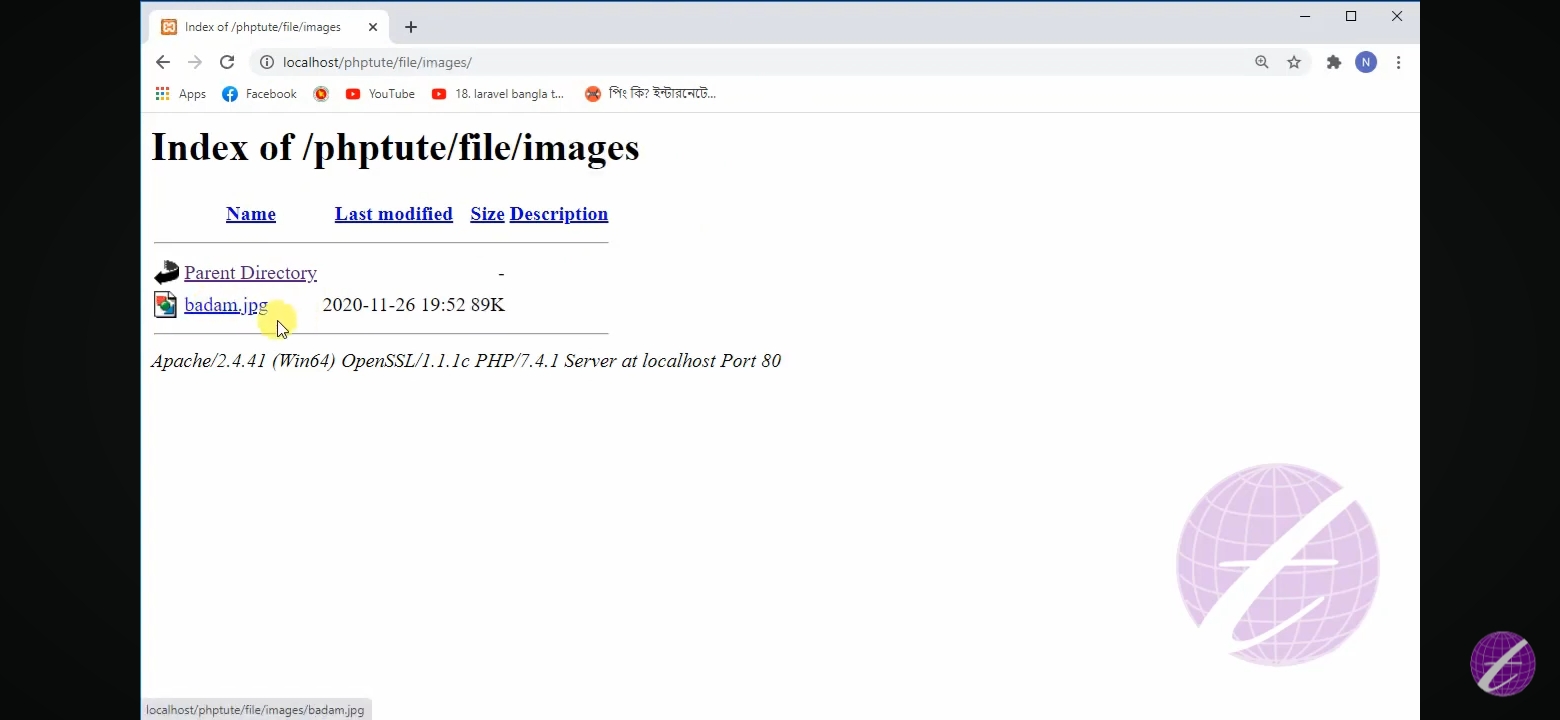 Index of /phptute/file/images
localhost/phptute/file/images/
N
Apps Facebook YouTube 18. laravel bangla t... পিং কি? ইন্টারনেটে...
Index of /phptute/file/images
Name Last modified Size Description
Parent Directory -
badam.jpg 2020-11-26 19:52 89K
Apache/2.4.41 (Win64) OpenSSL/1.1.1c PHP/7.4.1 Server at localhost Port 80
localhost/phptute/file/images/badam.jpg